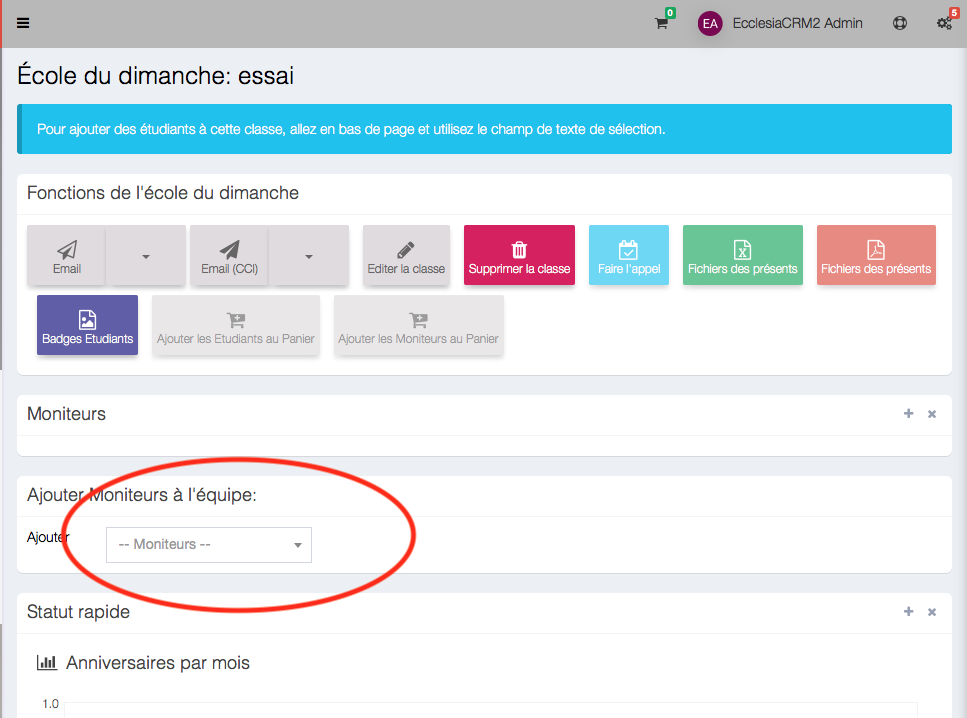 0
EA
EcclesiaCRM2 Admin
5
École du dimanche: essai
Pour ajouter des étudiants à cette classe, allez en bas de page et utilisez le champ de texte de sélection.
Fonctions de l'école du dimanche
Email
Email (CCI)
Editer la classe
Supprimer la classe
Faire l'appel
Fichiers des présents
Fichiers des présents
Badges Etudiants
Ajouter les Etudiants au Panier
Ajouter les Moniteurs au Panier
Moniteurs
Ajouter Moniteurs à l'équipe:
Ajouter
-- Moniteurs --
Statut rapide
Anniversaires par mois
1.0